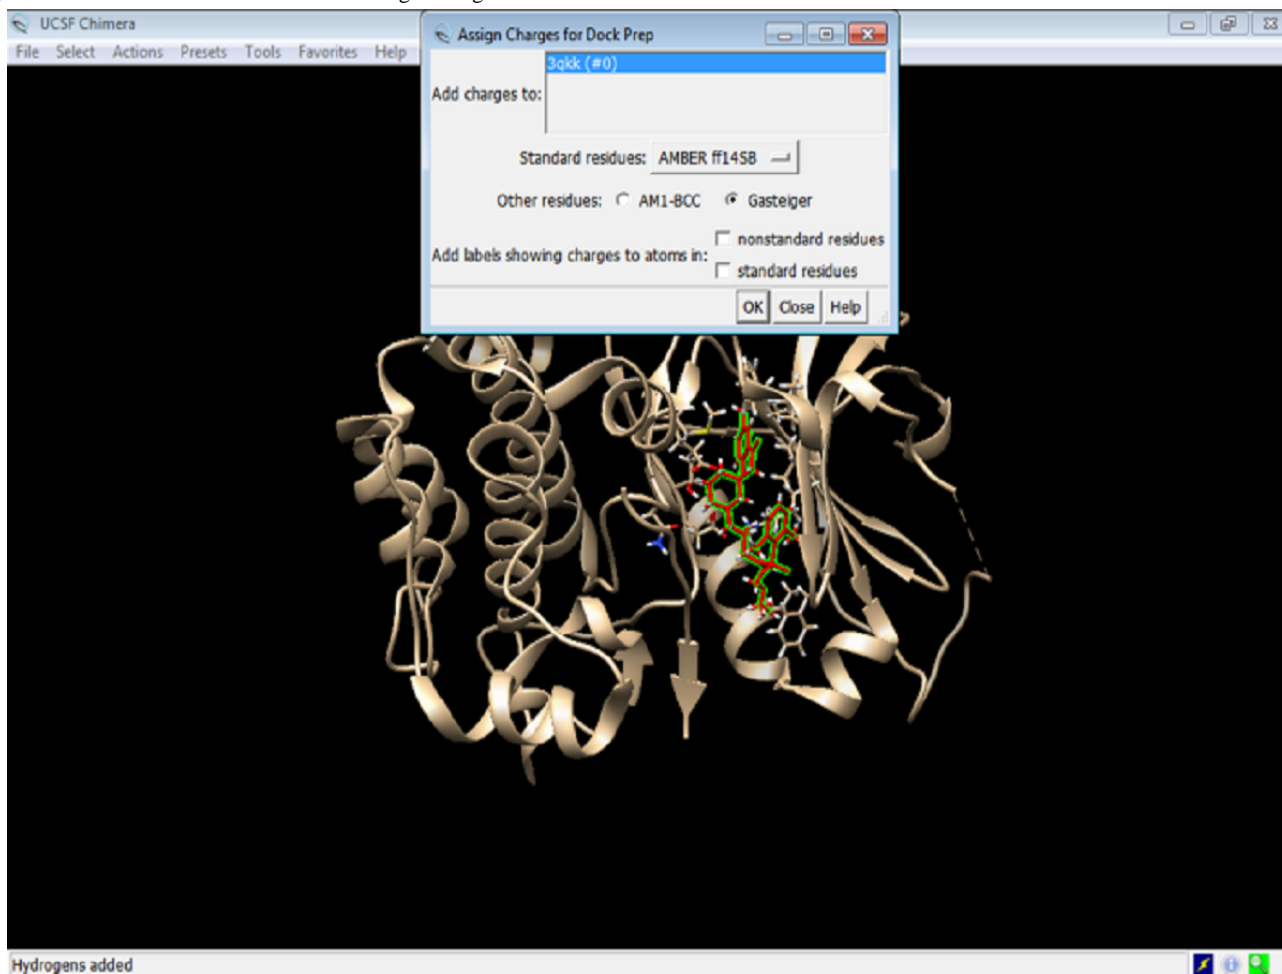 UCSF Chimera
File Select Actions Presets Tools Favorites Help
Assign Charges for Dock Prep
3qkk (#0)
Add charges to:
Standard residues: AMBER ff14SB
Other residues: AM1-BCC Gasteiger
nonstandard residues
Add labels showing charges to atoms in:
standard residues
OK Close Help
Hydrogens added